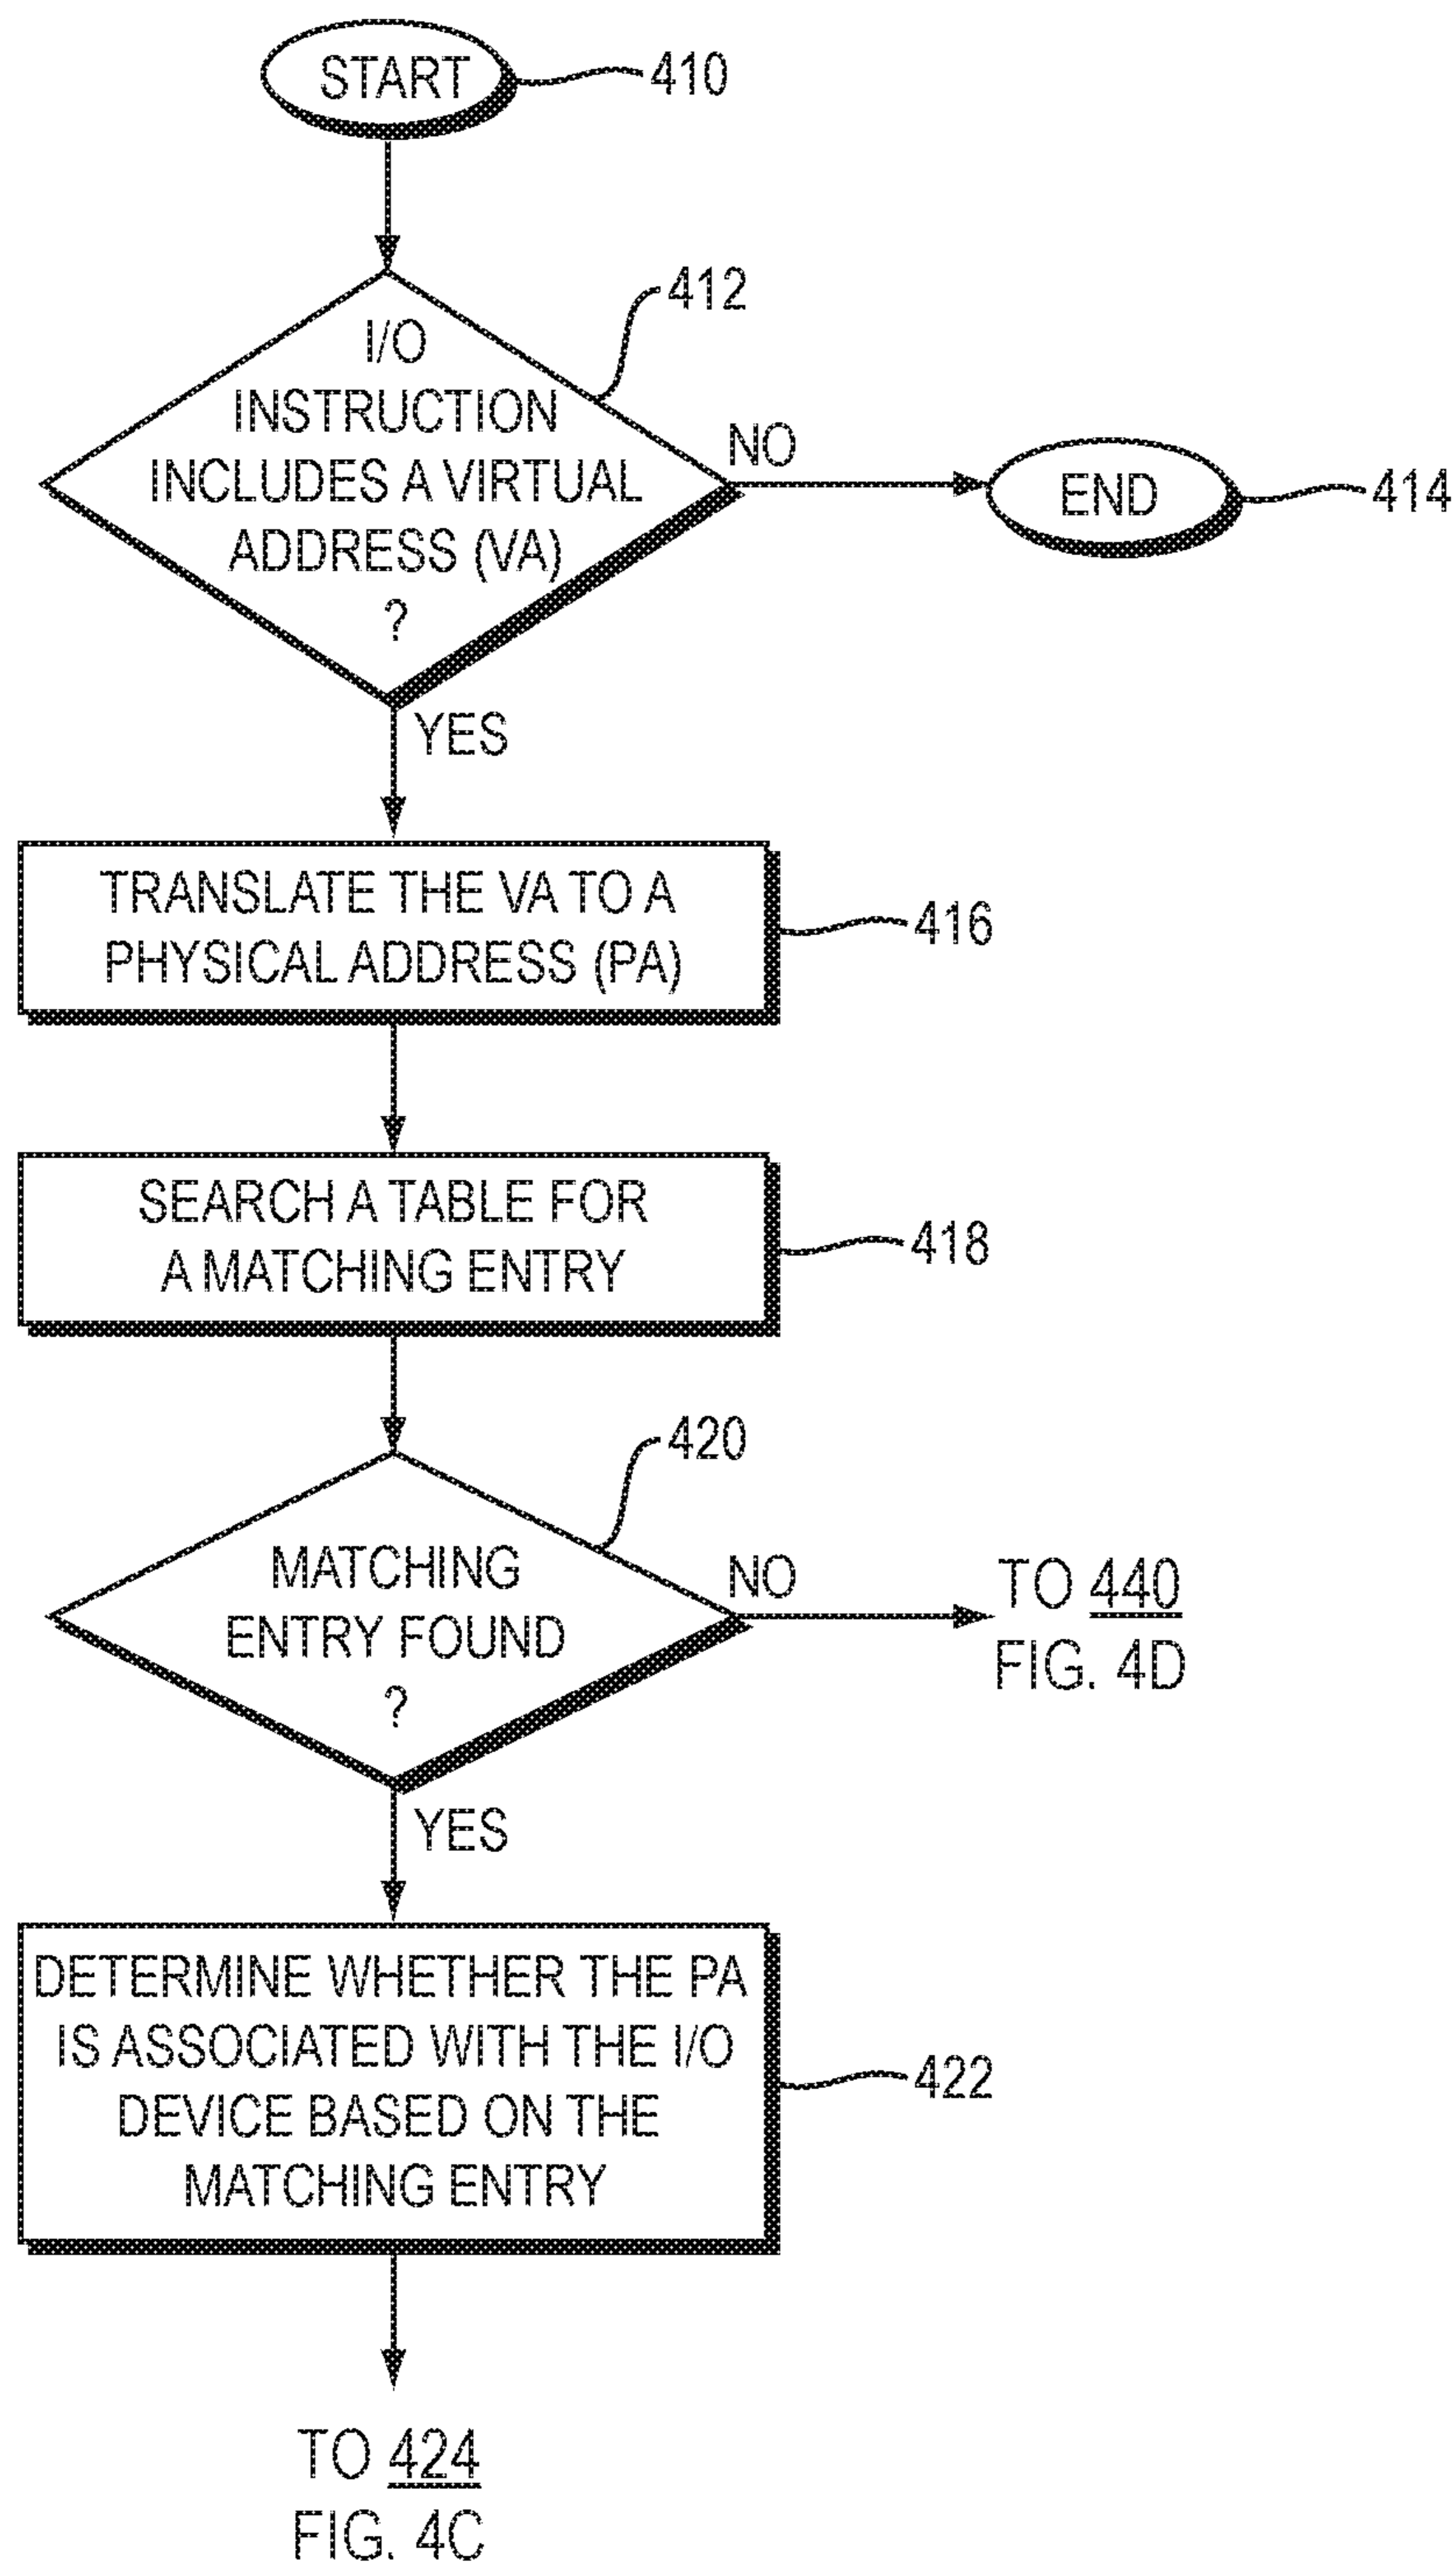 START
410
412
I/O
INSTRUCTION
INCLUDES A VIRTUAL
ADDRESS (VA)
?
NO
END
414
YES
TRANSLATE THE VA TO A
PHYSICAL ADDRESS (PA)
416
SEARCH A TABLE FOR
A MATCHING ENTRY
418
420
MATCHING
ENTRY FOUND
?
NO
TO 440
FIG. 4D
YES
DETERMINE WHETHER THE PA
IS ASSOCIATED WITH THE I/O
DEVICE BASED ON THE
MATCHING ENTRY
422
TO 424
FIG. 4C